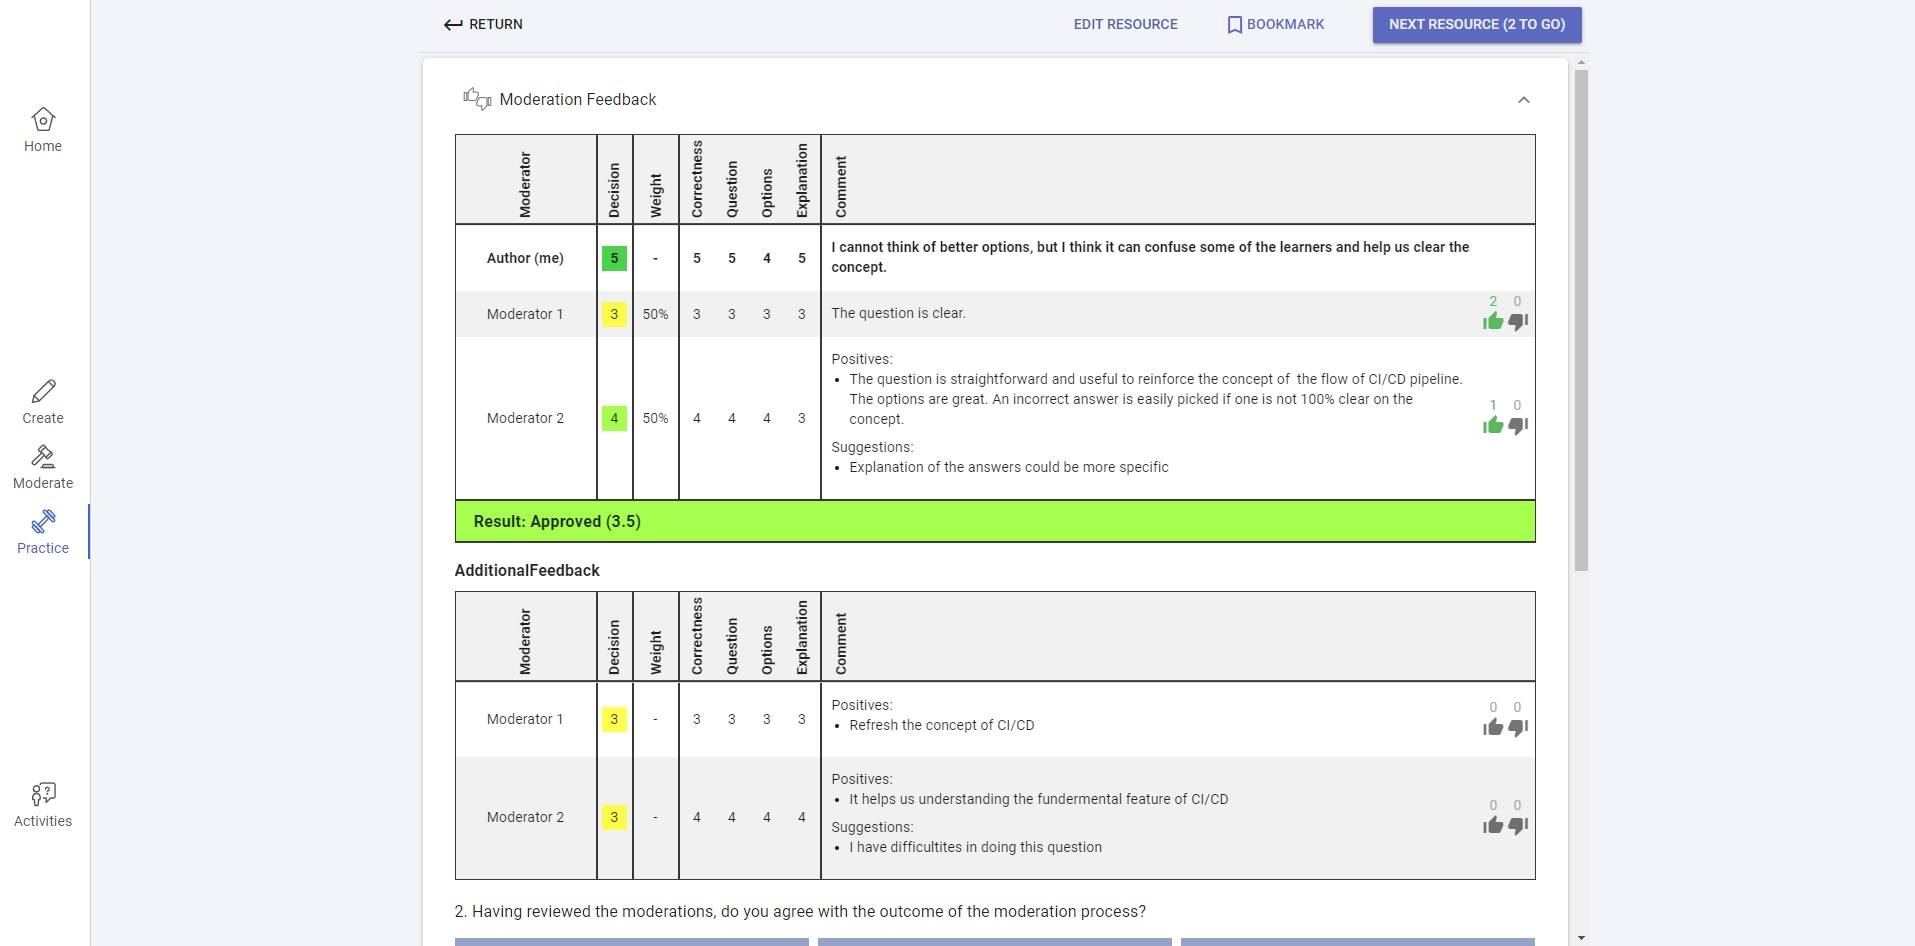 RETURN
EDIT RESOURCE
BOOKMARK
NEXT RESOURCE (2 TO GO)
Home
Create
Moderate
Practice
Activities
Moderation Feedback
Moderator Decision Weight Correctness Question Options Explanation Comment
Author (me) 5 - 5 5 4 5 I cannot think of better options, but I think it can confuse some of the learners and help us clear the
concept.
Moderator 1 3 50% 3 3 3 3 The question is clear. 2 0
Positives:
• The question is straightforward and useful to reinforce the concept of  the flow of CI/CD pipeline.
The options are great. An incorrect answer is easily picked if one is not 100% clear on the
concept.
Moderator 2 4 50% 4 4 4 3 1 0
Suggestions:
• Explanation of the answers could be more specific
Result: Approved (3.5)
AdditionalFeedback
Moderator Decision Weight Correctness Question Options Explanation Comment
Moderator 1 3 - 3 3 3 3 0 0
Positives:
• Refresh the concept of CI/CD
Moderator 2 3 - 4 4 4 4 0 0
Positives:
• It helps us understanding the fundermental feature of CI/CD
Suggestions:
• I have difficultites in doing this question
2. Having reviewed the moderations, do you agree with the outcome of the moderation process?